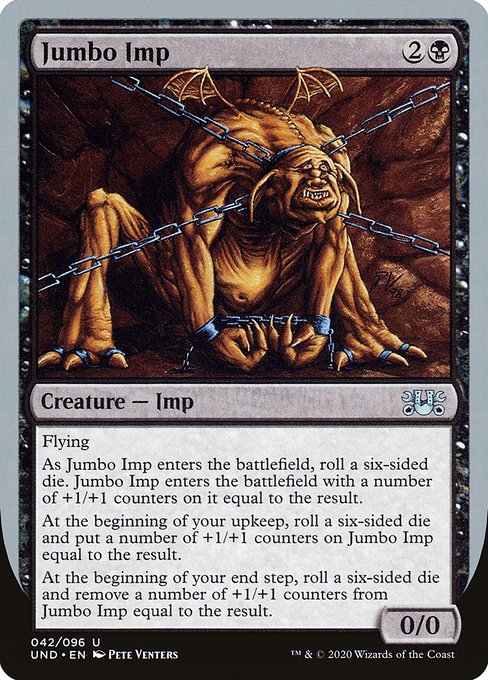 Jumbo Imp 2
Creature — Imp
Flying
As Jumbo Imp enters the battlefield, roll a six-sided
die. Jumbo Imp enters the battlefield with a number
of +1/+1 counters on it equal to the result.
At the beginning of your upkeep, roll a six-sided die
and put a number of +1/+1 counters on Jumbo Imp
equal to the result.
At the beginning of your end step, roll a six-sided die
and remove a number of +1/+1 counters from
Jumbo Imp equal to the result.
0/0
042/096 U
UND • EN Pete Venters
™ & © 2020 Wizards of the Coast